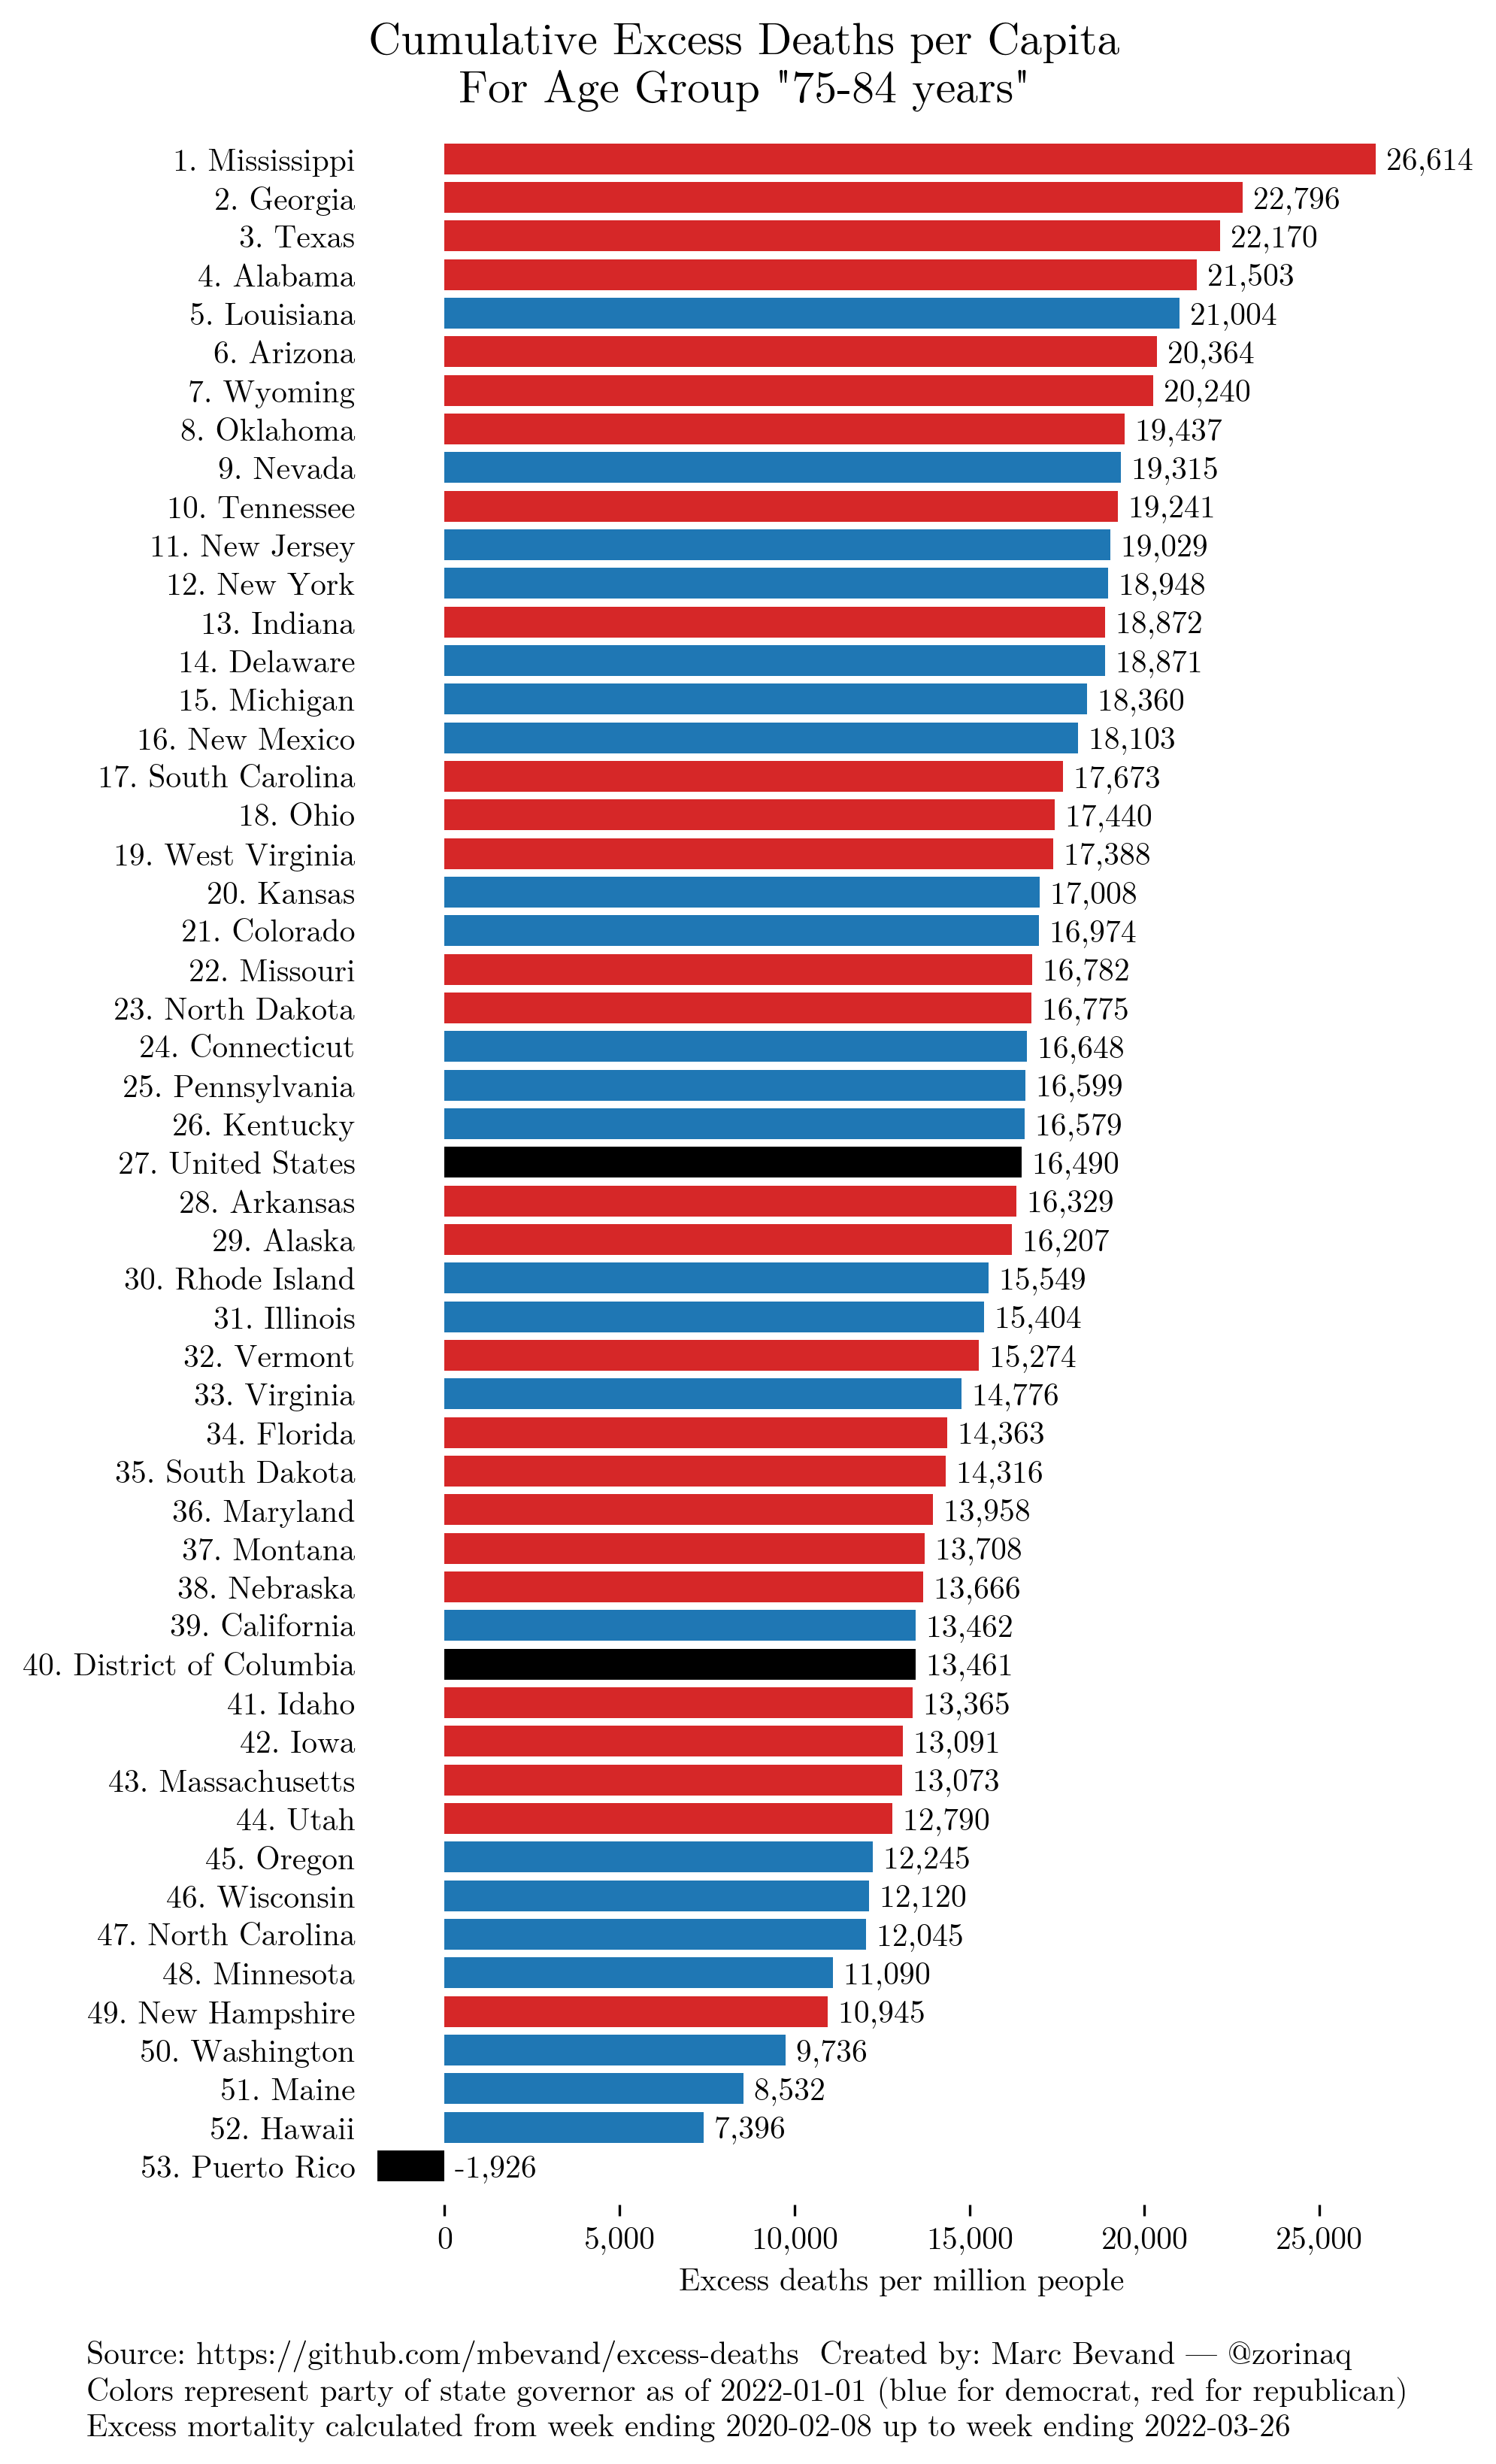 Cumulative Excess Deaths per Capita
For Age Group "75-84 years"
1. Mississippi 26,614
2. Georgia 22,796
3. Texas 22,170
4. Alabama 21,503
5. Louisiana 21,004
6. Arizona 20,364
7. Wyoming 20,240
8. Oklahoma 19,437
9. Nevada 19,315
10. Tennessee 19,241
11. New Jersey 19,029
12. New York 18,948
13. Indiana 18,872
14. Delaware 18,871
15. Michigan 18,360
16. New Mexico 18,103
17. South Carolina 17,673
18. Ohio 17,440
19. West Virginia 17,388
20. Kansas 17,008
21. Colorado 16,974
22. Missouri 16,782
23. North Dakota 16,775
24. Connecticut 16,648
25. Pennsylvania 16,599
26. Kentucky 16,579
27. United States 16,490
28. Arkansas 16,329
29. Alaska 16,207
30. Rhode Island 15,549
31. Illinois 15,404
32. Vermont 15,274
33. Virginia 14,776
34. Florida 14,363
35. South Dakota 14,316
36. Maryland 13,958
37. Montana 13,708
38. Nebraska 13,666
39. California 13,462
40. District of Columbia 13,461
41. Idaho 13,365
42. Iowa 13,091
43. Massachusetts 13,073
44. Utah 12,790
45. Oregon 12,245
46. Wisconsin 12,120
47. North Carolina 12,045
48. Minnesota 11,090
49. New Hampshire 10,945
50. Washington 9,736
51. Maine 8,532
52. Hawaii 7,396
53. Puerto Rico -1,926
0 5,000 10,000 15,000 20,000 25,000
Excess deaths per million people
Source: https://github.com/mbevand/excess-deaths Created by: Marc Bevand — @zorinaq
Colors represent party of state governor as of 2022-01-01 (blue for democrat, red for republican)
Excess mortality calculated from week ending 2020-02-08 up to week ending 2022-03-26